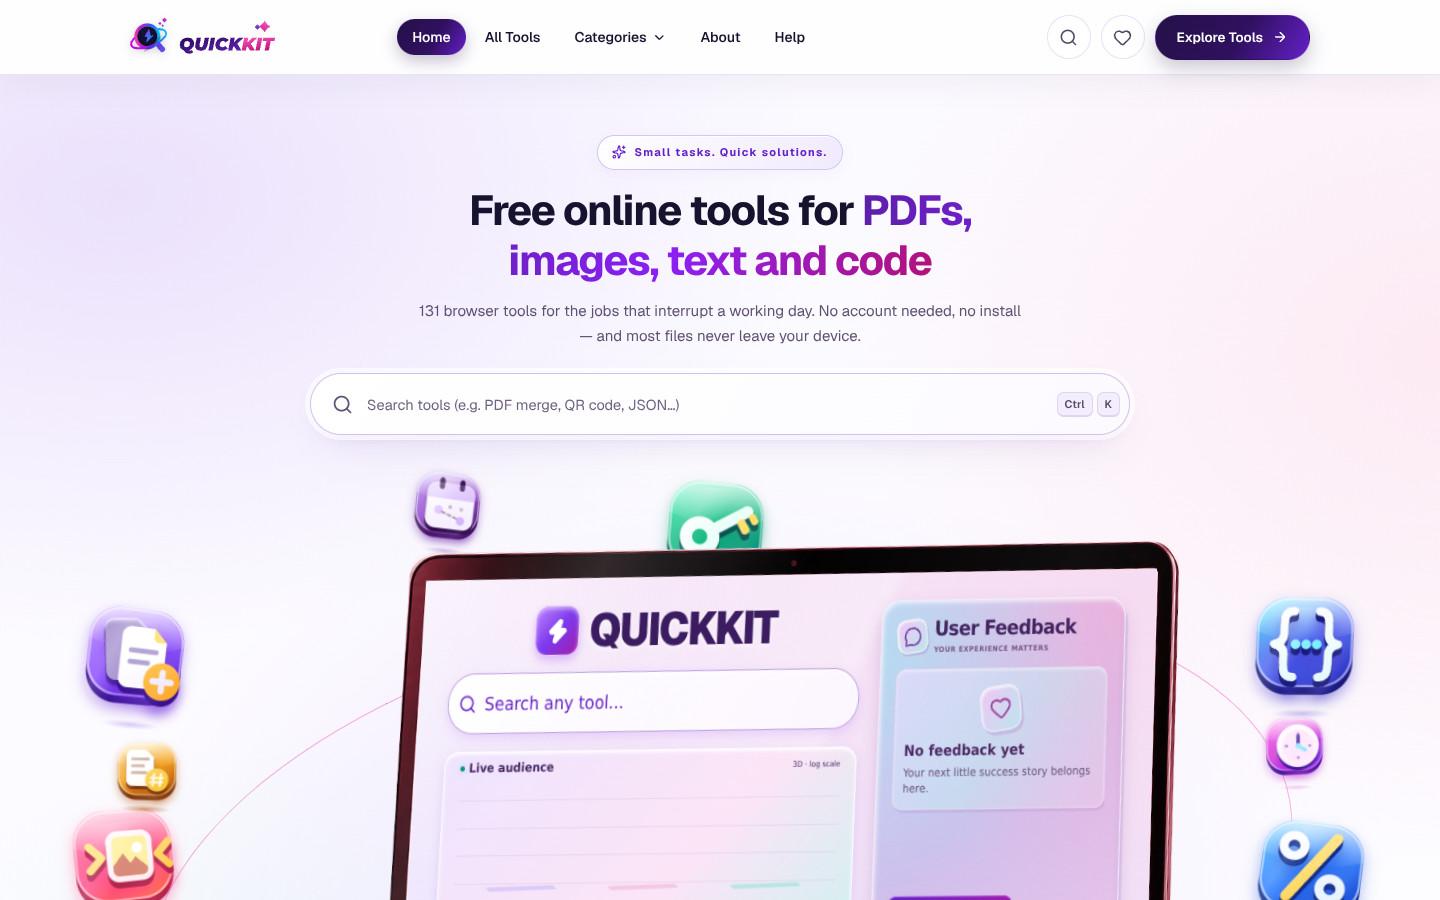 QUICKKIT
Home
All Tools
Categories
About
Help
Explore Tools
Small tasks. Quick solutions.
Free online tools for PDFs,
images, text and code
131 browser tools for the jobs that interrupt a working day. No account needed, no install
— and most files never leave your device.
Search tools (e.g. PDF merge, QR code, JSON...)
Ctrl
K
QUICKKIT
Search any tool...
Live audience
3D · log scale
User Feedback
YOUR EXPERIENCE MATTERS
No feedback yet
Your next little success story belongs
here.